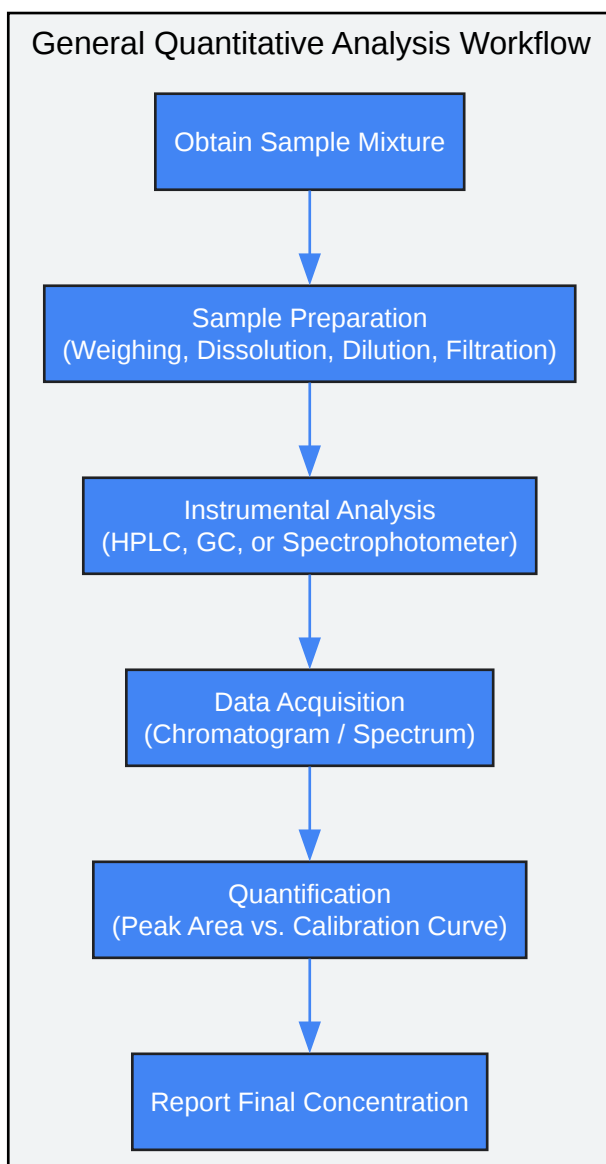 General Quantitative Analysis Workflow
Obtain Sample Mixture
Sample Preparation
(Weighing, Dissolution, Dilution, Filtration)
Instrumental Analysis
(HPLC, GC, or Spectrophotometer)
Data Acquisition
(Chromatogram / Spectrum)
Quantification
(Peak Area vs. Calibration Curve)
Report Final Concentration